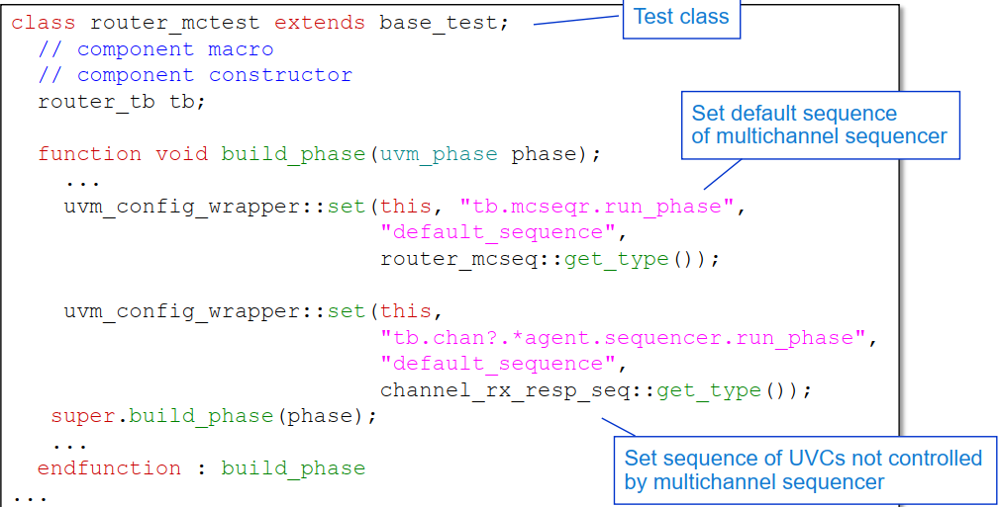 class router_mctest extends base_test;
Test class
// component macro
// component constructor
router_tb tb;
Set default sequence
of multichannel sequencer
function void build_phase(uvm_phase phase);
...
uvm_config_wrapper::set(this, "tb.mcseqr.run_phase",
"default_sequence",
router_mcseq::get_type());
uvm_config_wrapper::set(this,
"tb.chan?.*agent.sequencer.run_phase",
"default_sequence",
channel_rx_resp_seq::get_type());
super.build_phase(phase);
...
Set sequence of UVCs not controlled
by multichannel sequencer
endfunction : build_phase
...